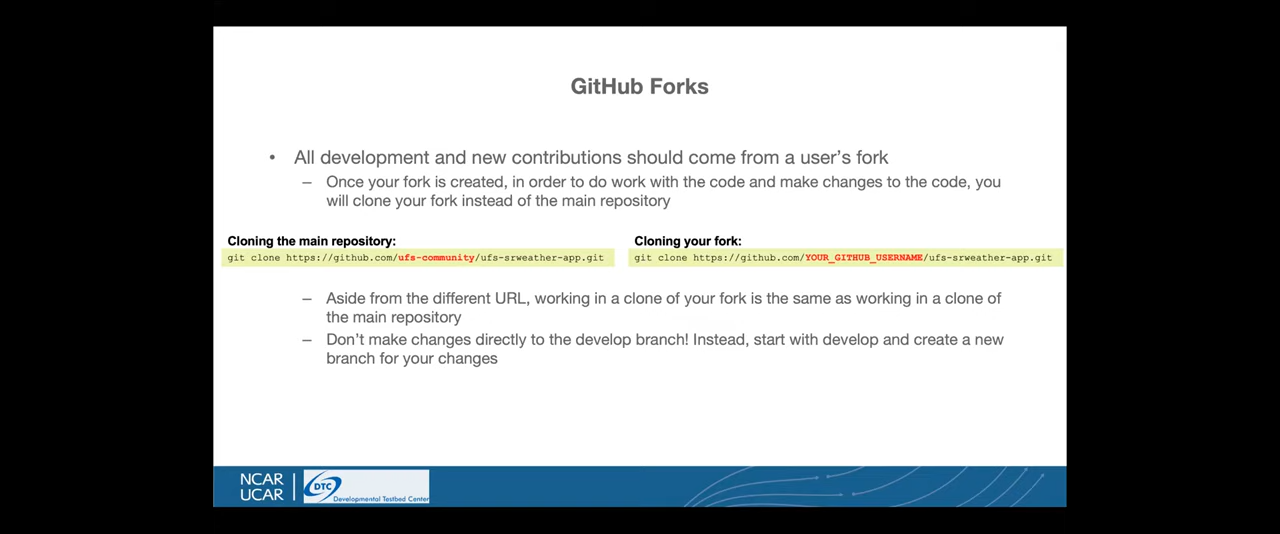 GitHub Forks
• All development and new contributions should come from a user's fork
– Once your fork is created, in order to do work with the code and make changes to the code, you
will clone your fork instead of the main repository
Cloning the main repository:
git clone https://github.com/ufs-community/ufs-srweather-app.git
Cloning your fork:
git clone https://github.com/YOUR_GITHUB_USERNAME/ufs-srweather-app.git
– Aside from the different URL, working in a clone of your fork is the same as working in a clone of
the main repository
– Don't make changes directly to the develop branch! Instead, start with develop and create a new
branch for your changes
NCAR
UCAR
DTC
Developmental Testbed Center